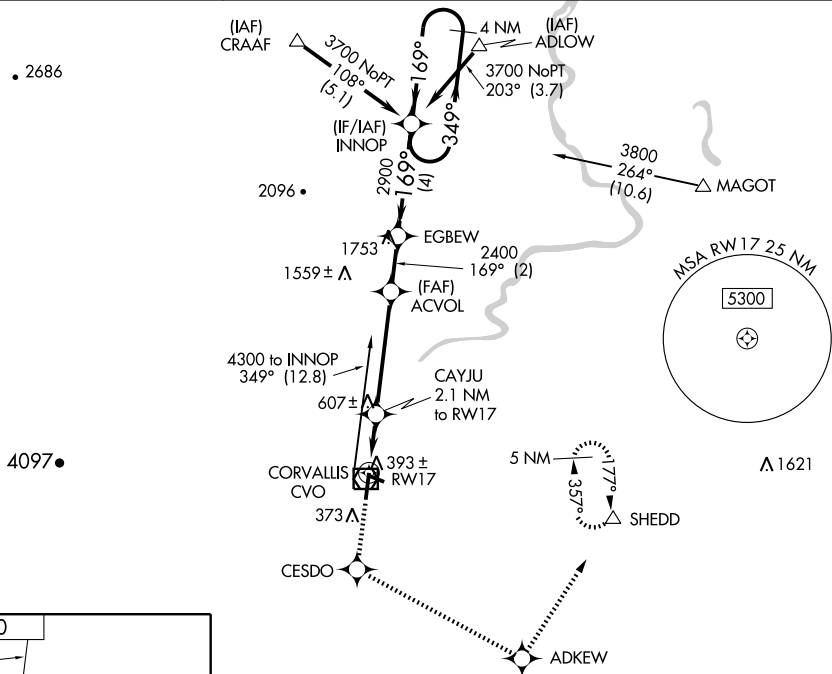 (IAF)
CRAAF
3700 NoPT
108°
(5.1)
4 NM
(IAF)
ADLOW
169°
3700 NoPT
203° (3.7)
349°
2686
(IF/IAF)
INNOP
3800
264°
(10.6)
MAGOT
2900
169°
(4)
2096
1753
EGBEW
2400
169° (2)
1559 ±
(FAF)
ACVOL
MSA RW17 25 NM
5300
4300 to INNOP
349° (12.8)
CAYJU
2.1 NM
to RW17
607 ±
4097
CORVALLIS
CVO
393 ±
RW17
5 NM
177°
357°
1621
373
SHEDD
CESDO
ADKEW
0